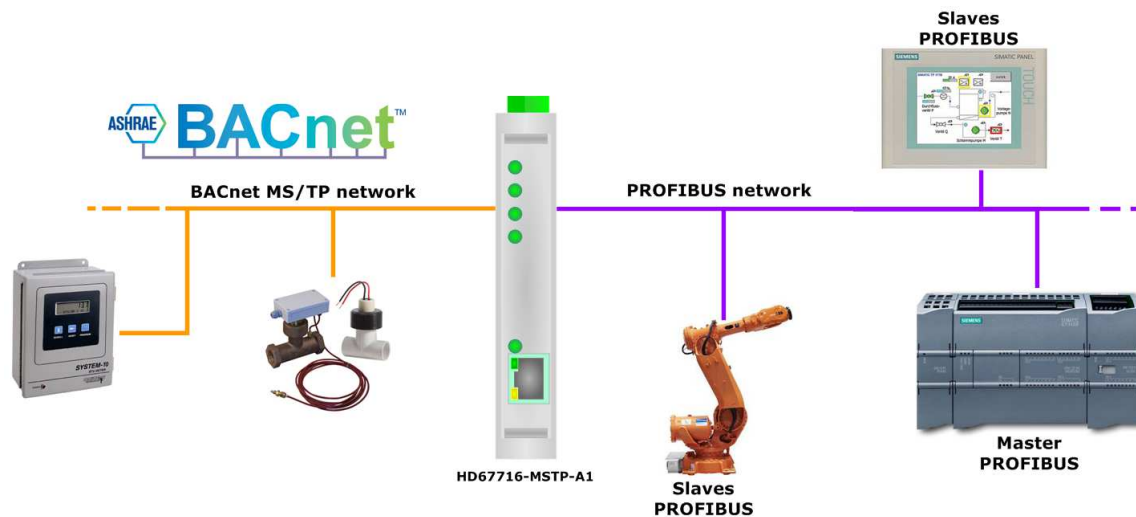 Slaves
PROFIBUS
SIEMENS
SIMATIC PANEL
TOUCH
ASHRAE BACnet™
BACnet MS/TP network
PROFIBUS network
SYSTEM-10
SIEMENS
HD67716-MSTP-A1
Slaves
PROFIBUS
Master
PROFIBUS